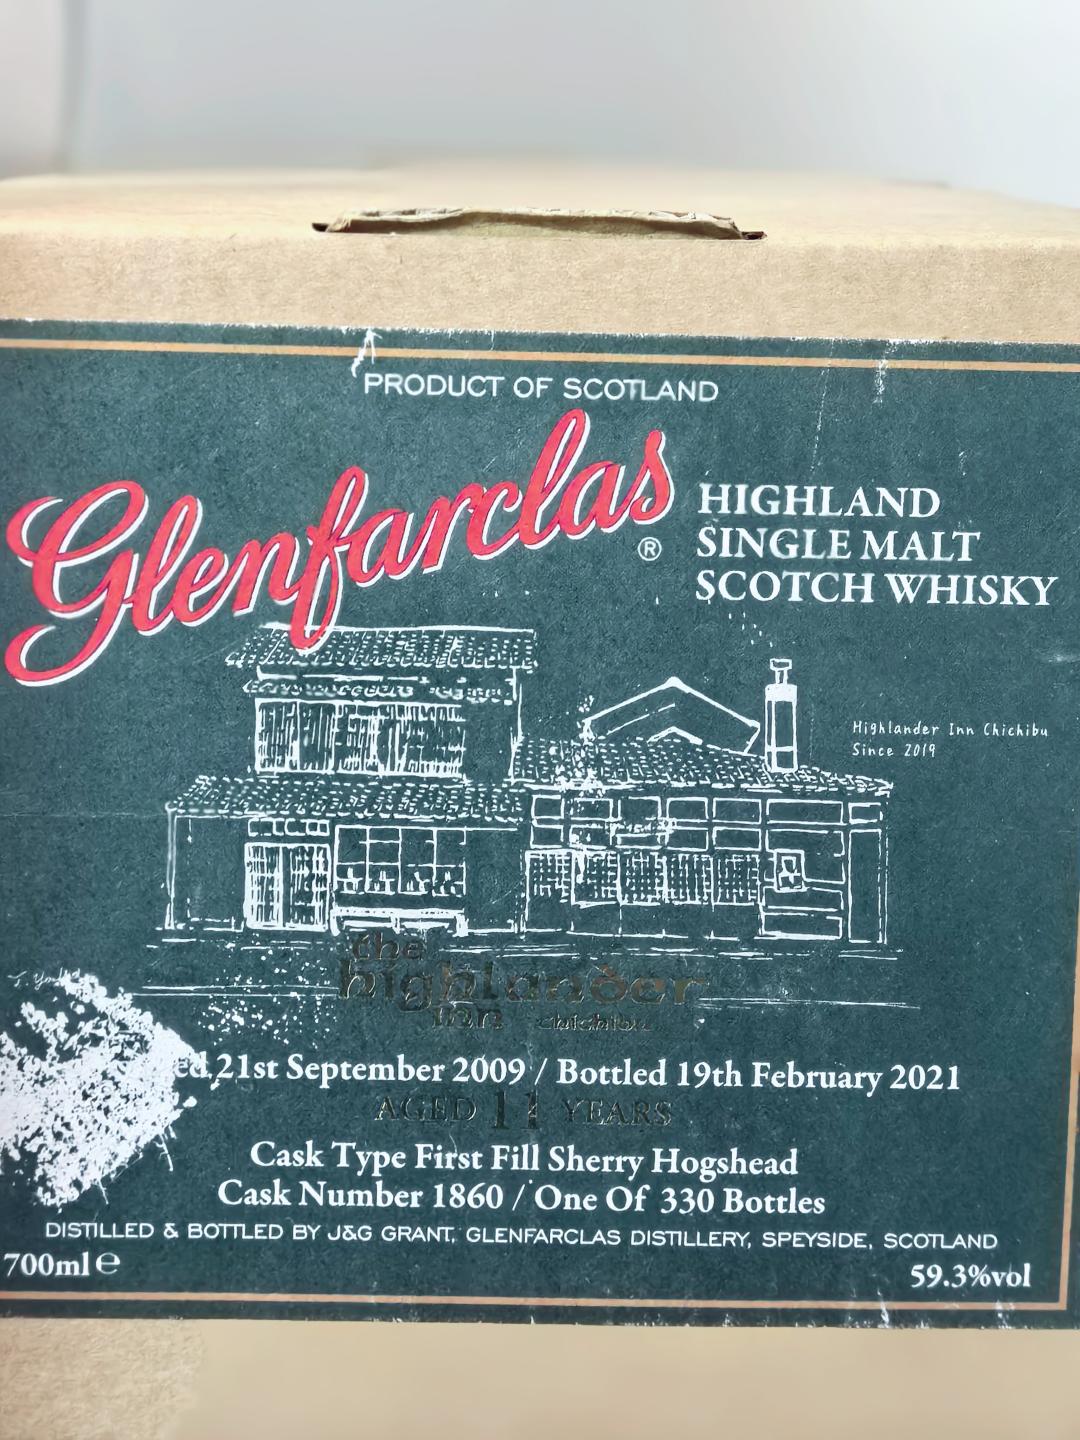 PRODUCT OF SCOTLAND
Glenfarclas ®
HIGHLAND
SINGLE MALT
SCOTCH WHISKY
Highlander Inn Chichibu
Since 2019
the
highlander
inn chichibu
ed,21st September 2009 / Bottled 19th February 2021
AGED 11 YEARS
Cask Type First Fill Sherry Hogshead
Cask Number 1860 / One Of 330 Bottles
DISTILLED & BOTTLED BY J&G GRANT, GLENFARCLAS DISTILLERY, SPEYSIDE, SCOTLAND
700ml e
59.3%vol